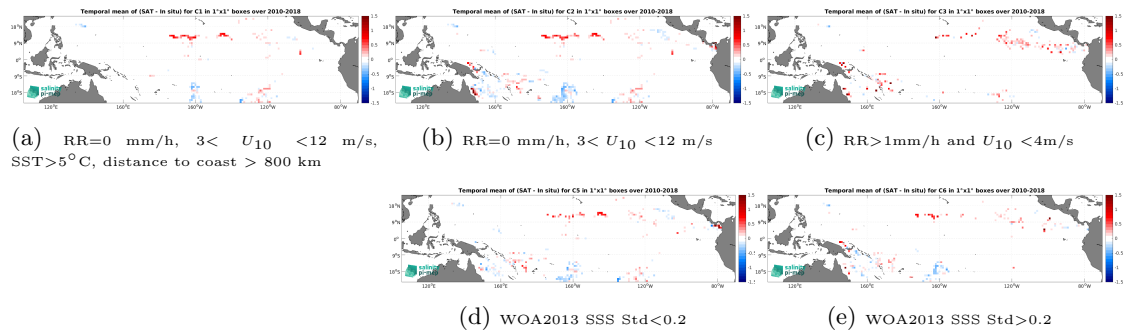 Temporal mean of (SAT - In situ) for C1 in 1°x1° boxes over 2010-2018
Temporal mean of (SAT - In situ) for C2 in 1°x1° boxes over 2010-2018
Temporal mean of (SAT - In situ) for C3 in 1°x1° boxes over 2010-2018
9°N
0°
9°S
18°S
120°E
160°E
160°W
120°W
80°W
1.5
1
0.5
0
-0.5
-1
-1.5
(a) RR=0 mm/h, 3< U10 <12 m/s,
SST>5°C, distance to coast > 800 km
(b) RR=0 mm/h, 3< U10 <12 m/s
(c) RR>1mm/h and U10 <4m/s
Temporal mean of (SAT - In situ) for C5 in 1°x1° boxes over 2010-2018
Temporal mean of (SAT - In situ) for C6 in 1°x1° boxes over 2010-2018
(d) WOA2013 SSS Std<0.2
(e) WOA2013 SSS Std>0.2